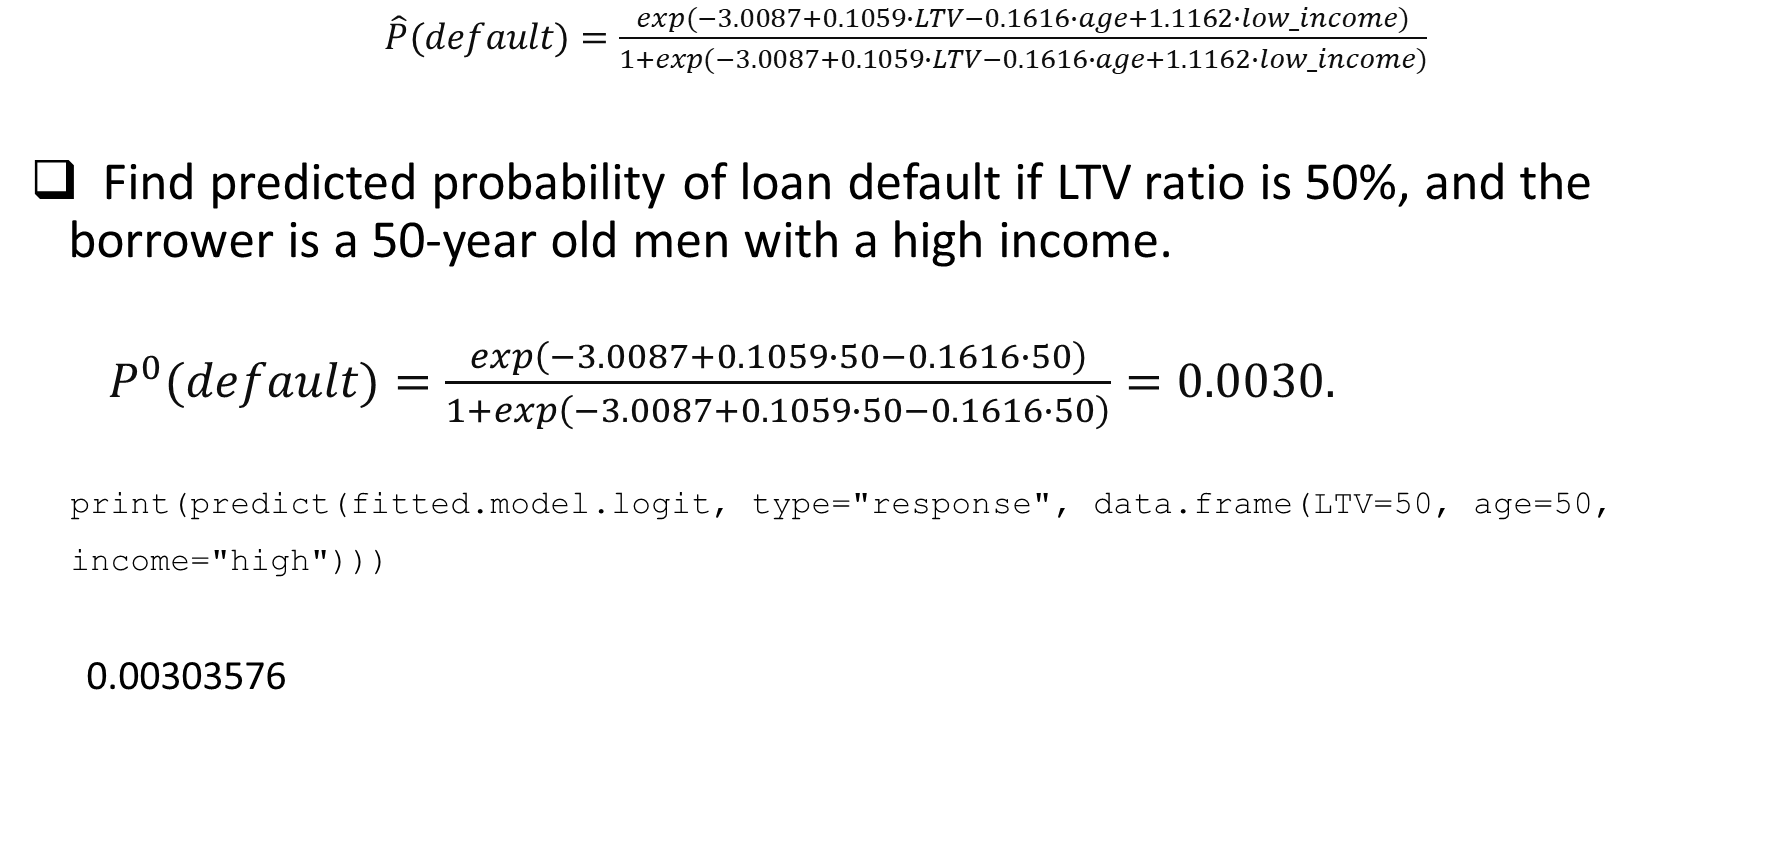 P̂(default) = exp(−3.0087+0.1059·LTV−0.1616·age+1.1162·low_income) / 1+exp(−3.0087+0.1059·LTV−0.1616·age+1.1162·low_income)
❑ Find predicted probability of loan default if LTV ratio is 50%, and the
borrower is a 50-year old men with a high income.
P⁰(default) = exp(−3.0087+0.1059·50−0.1616·50) / 1+exp(−3.0087+0.1059·50−0.1616·50) = 0.0030.
print(predict(fitted.model.logit, type="response", data.frame(LTV=50, age=50,
income="high")))
0.00303576